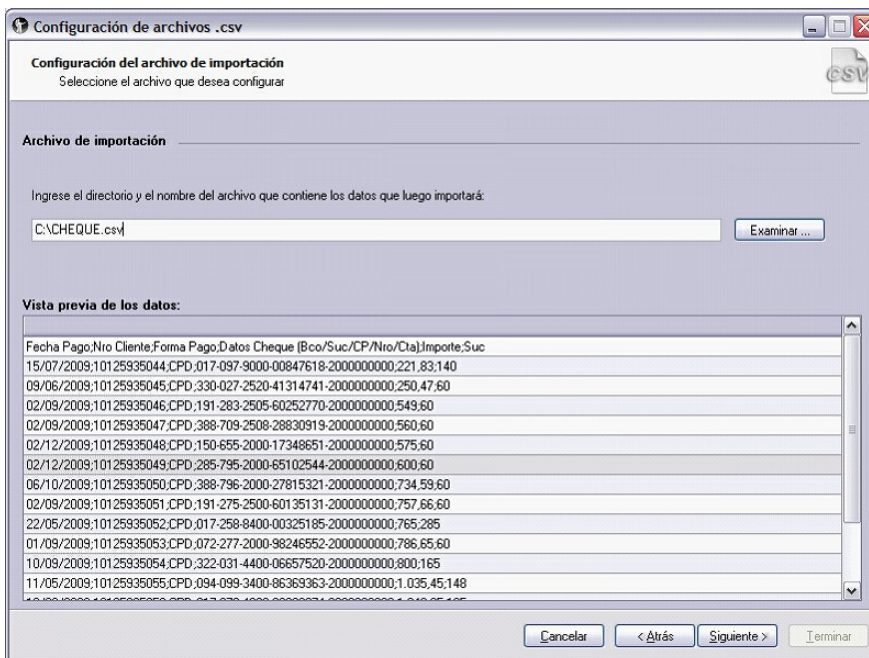 Configuración de archivos .csv
Configuración del archivo de importación
Seleccione el archivo que desea configurar
CSV
Archivo de importación
Ingrese el directorio y el nombre del archivo que contiene los datos que luego importará:
C:\CHEQUE.csv
Examinar ...
Vista previa de los datos:
Fecha Pago;Nro Cliente;Forma Pago;Datos Cheque (Bco/Suc/CP/Nro/Cta);Importe;Suc
15/07/2009;10125935044;CPD;017-097-9000-00847618-2000000000;221,83;140
09/06/2009;10125935045;CPD;330-027-2520-41314741-2000000000;250,47;60
02/09/2009;10125935046;CPD;191-283-2505-60252770-2000000000;549;60
02/09/2009;10125935047;CPD;388-709-2508-28830919-2000000000;560;60
02/12/2009;10125935048;CPD;150-655-2000-17348651-2000000000;575;60
02/12/2009;10125935049;CPD;285-795-2000-65102544-2000000000;600;60
06/10/2009;10125935050;CPD;388-796-2000-27815321-2000000000;734,59;60
02/09/2009;10125935051;CPD;191-275-2500-60135131-2000000000;757,66;60
22/05/2009;10125935052;CPD;017-258-8400-00325185-2000000000;765;285
01/09/2009;10125935053;CPD;072-277-2000-98246552-2000000000;786,65;60
10/09/2009;10125935054;CPD;322-031-4400-06657520-2000000000;800;165
11/05/2009;10125935055;CPD;094-099-3400-86369363-2000000000;1.035,45;148
Cancelar
< Atrás
Siguiente >
Terminar